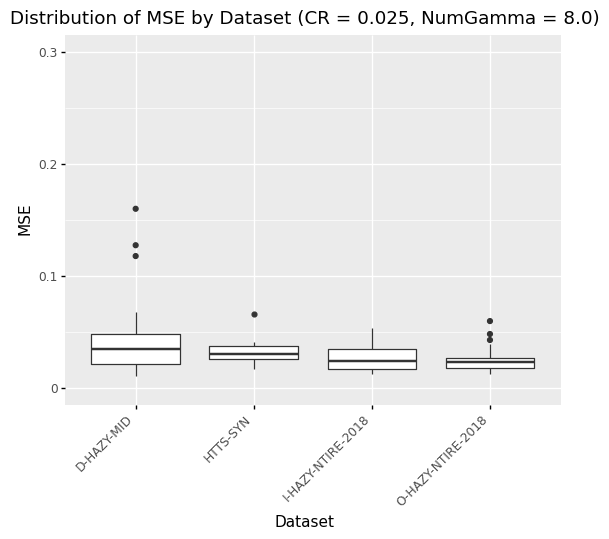 Distribution of MSE by Dataset (CR = 0.025, NumGamma = 8.0)
0.3
0.2
0.1
0
MSE
D-HAZY-MID
HTTS-SYN
I-HAZY-NTIRE-2018
O-HAZY-NTIRE-2018
Dataset